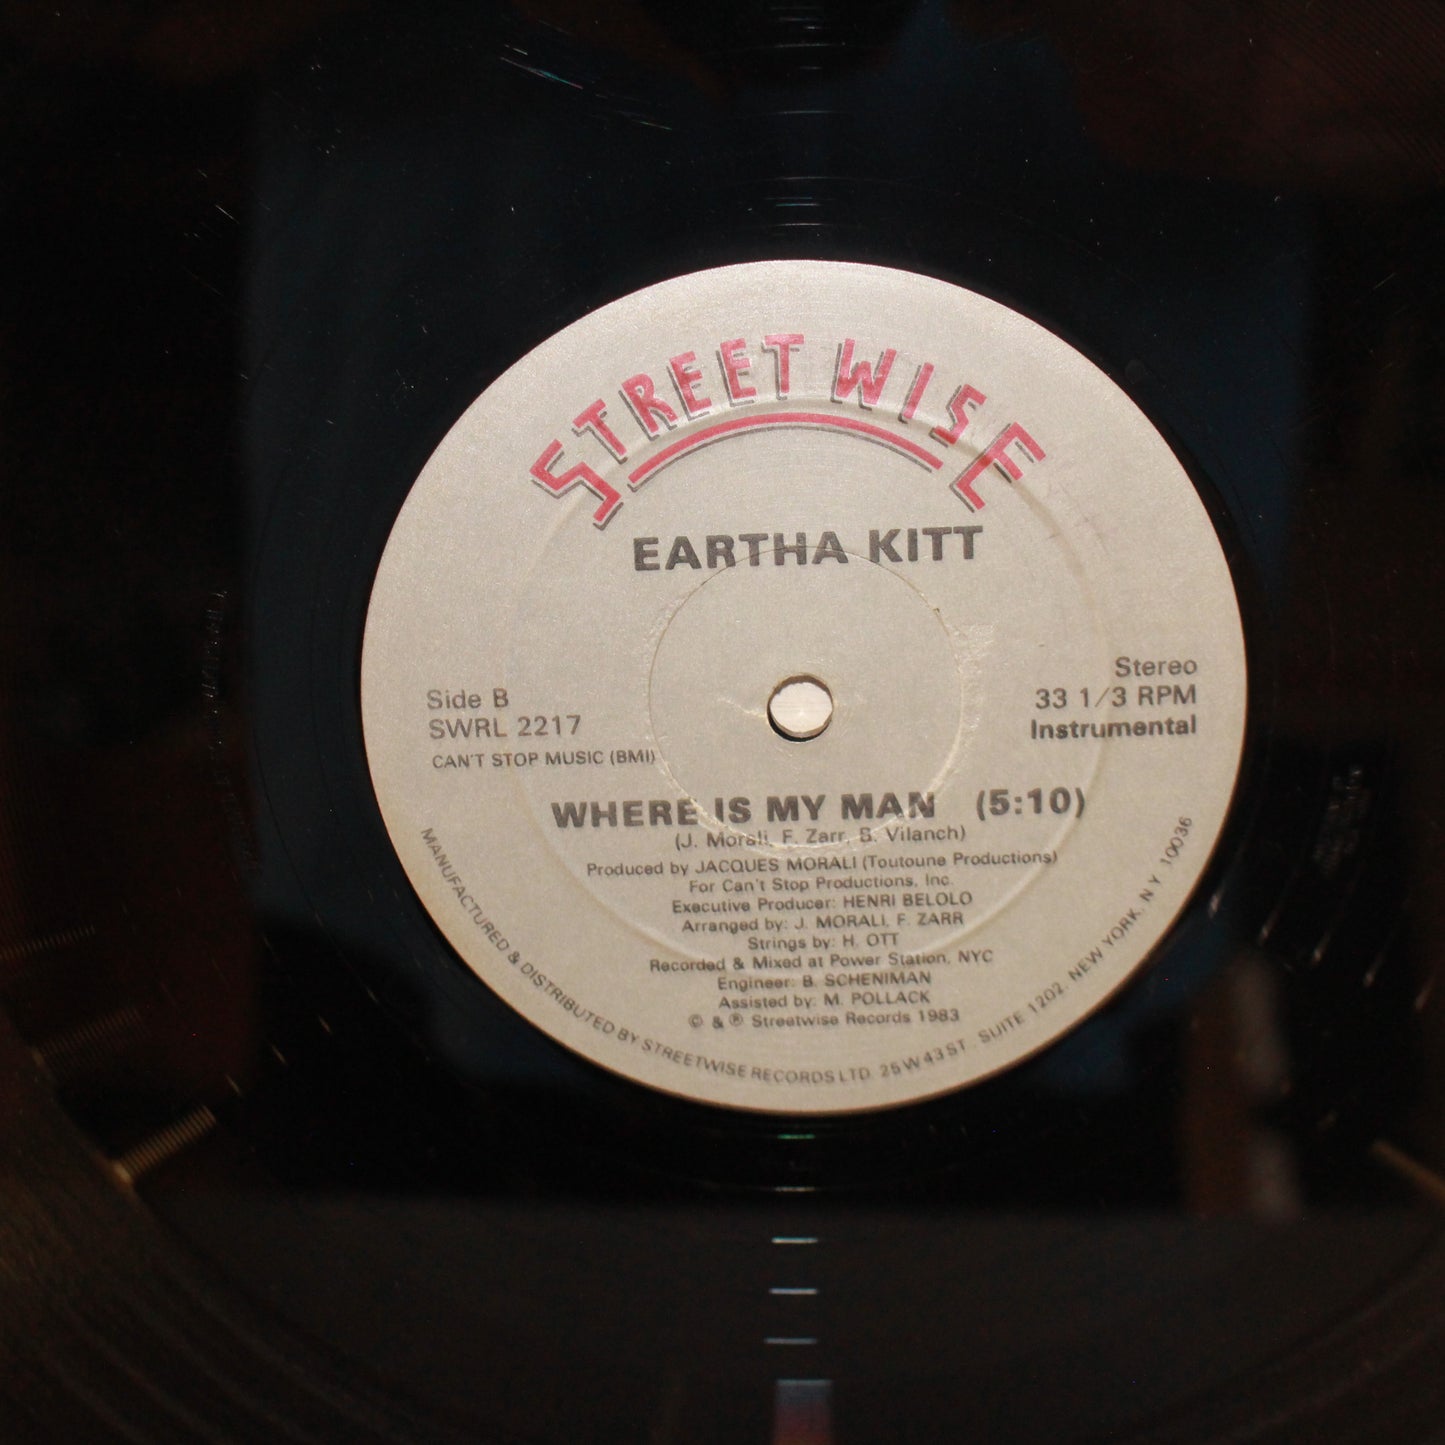 STREETWISE
EARTHA KITT
Side B
SWRL 2217
CAN'T STOP MUSIC (BMI)
Stereo
33 1/3 RPM
Instrumental
WHERE IS MY MAN (5:10)
(J. Morali, F. Zarr, B. Vilanch)
Produced by JACQUES MORALI (Toutoune Productions)
For Can't Stop Productions, Inc.
Executive Producer: HENRI BELOLO
Arranged by: J. MORALI, F. ZARR
Strings by: H. OTT
Recorded & Mixed at Power Station, NYC
Engineer: B. SCHENIMAN
Assisted by: M. POLLACK
© & ℗ Streetwise Records 1983
MANUFACTURED & DISTRIBUTED BY STREETWISE RECORDS LTD. 25 W 43 ST., SUITE 1202, NEW YORK, N Y 10036